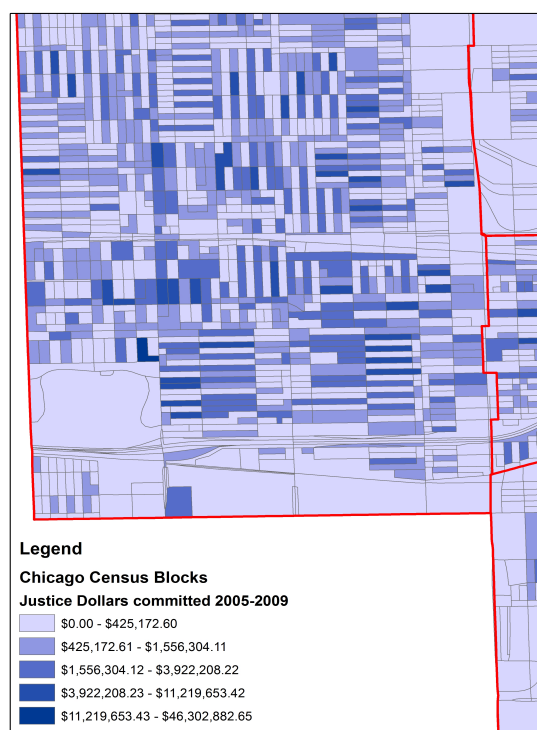 Legend
Chicago Census Blocks
Justice Dollars committed 2005-2009
$0.00 - $425,172.60
$425,172.61 - $1,556,304.11
$1,556,304.12 - $3,922,208.22
$3,922,208.23 - $11,219,653.42
$11,219,653.43 - $46,302,882.65